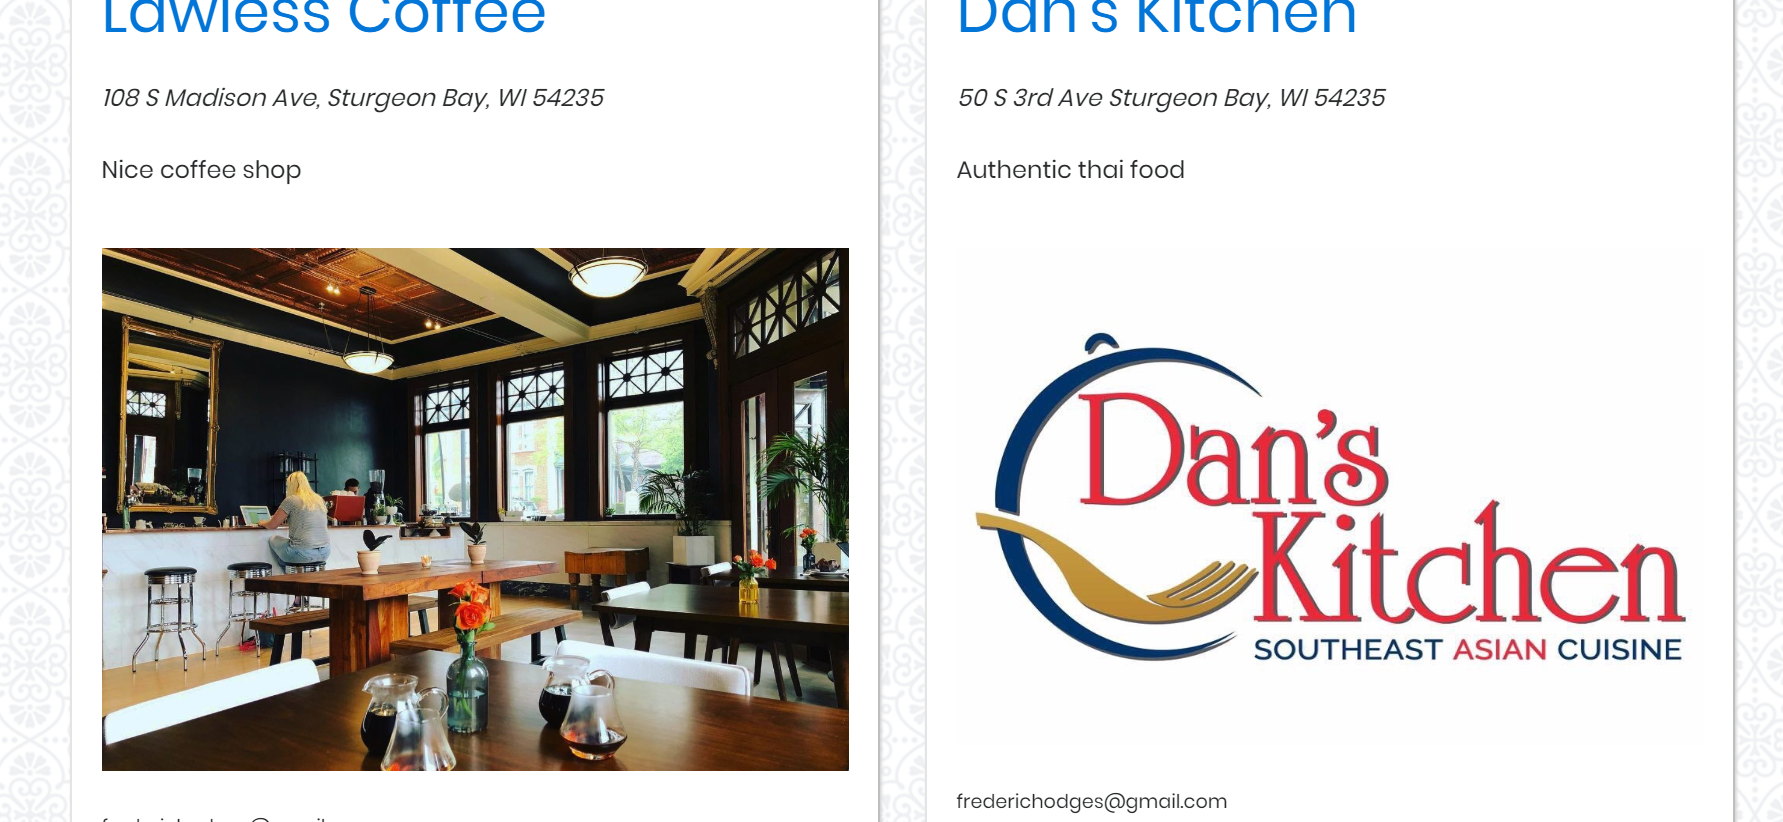 Lawless Coffee
108 S Madison Ave, Sturgeon Bay, WI 54235
Nice coffee shop
Dan's Kitchen
50 S 3rd Ave Sturgeon Bay, WI 54235
Authentic thai food
Dan's
Kitchen
SOUTHEAST ASIAN CUISINE
frederichodges@gmail.com